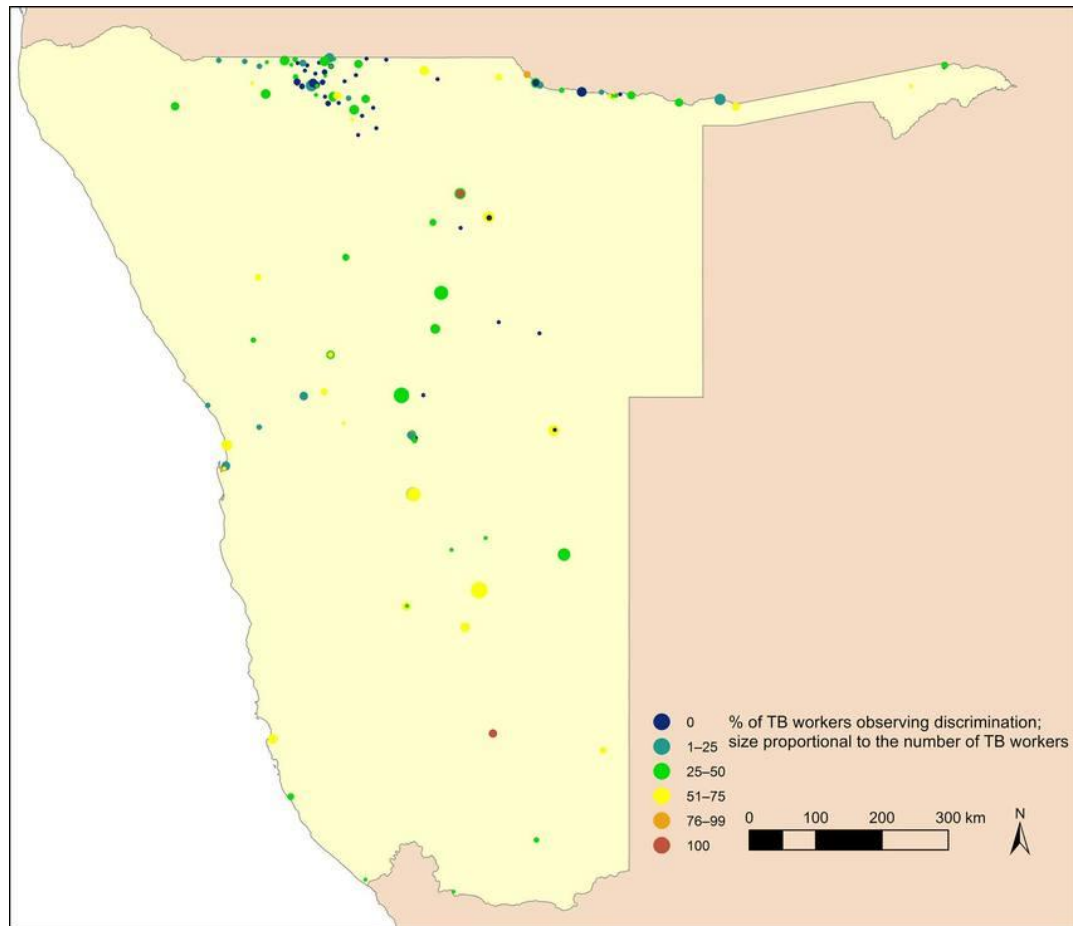 0 % of TB workers observing discrimination;
1–25 size proportional to the number of TB workers
25–50
51–75
76–99
100
0 100 200 300 km
N